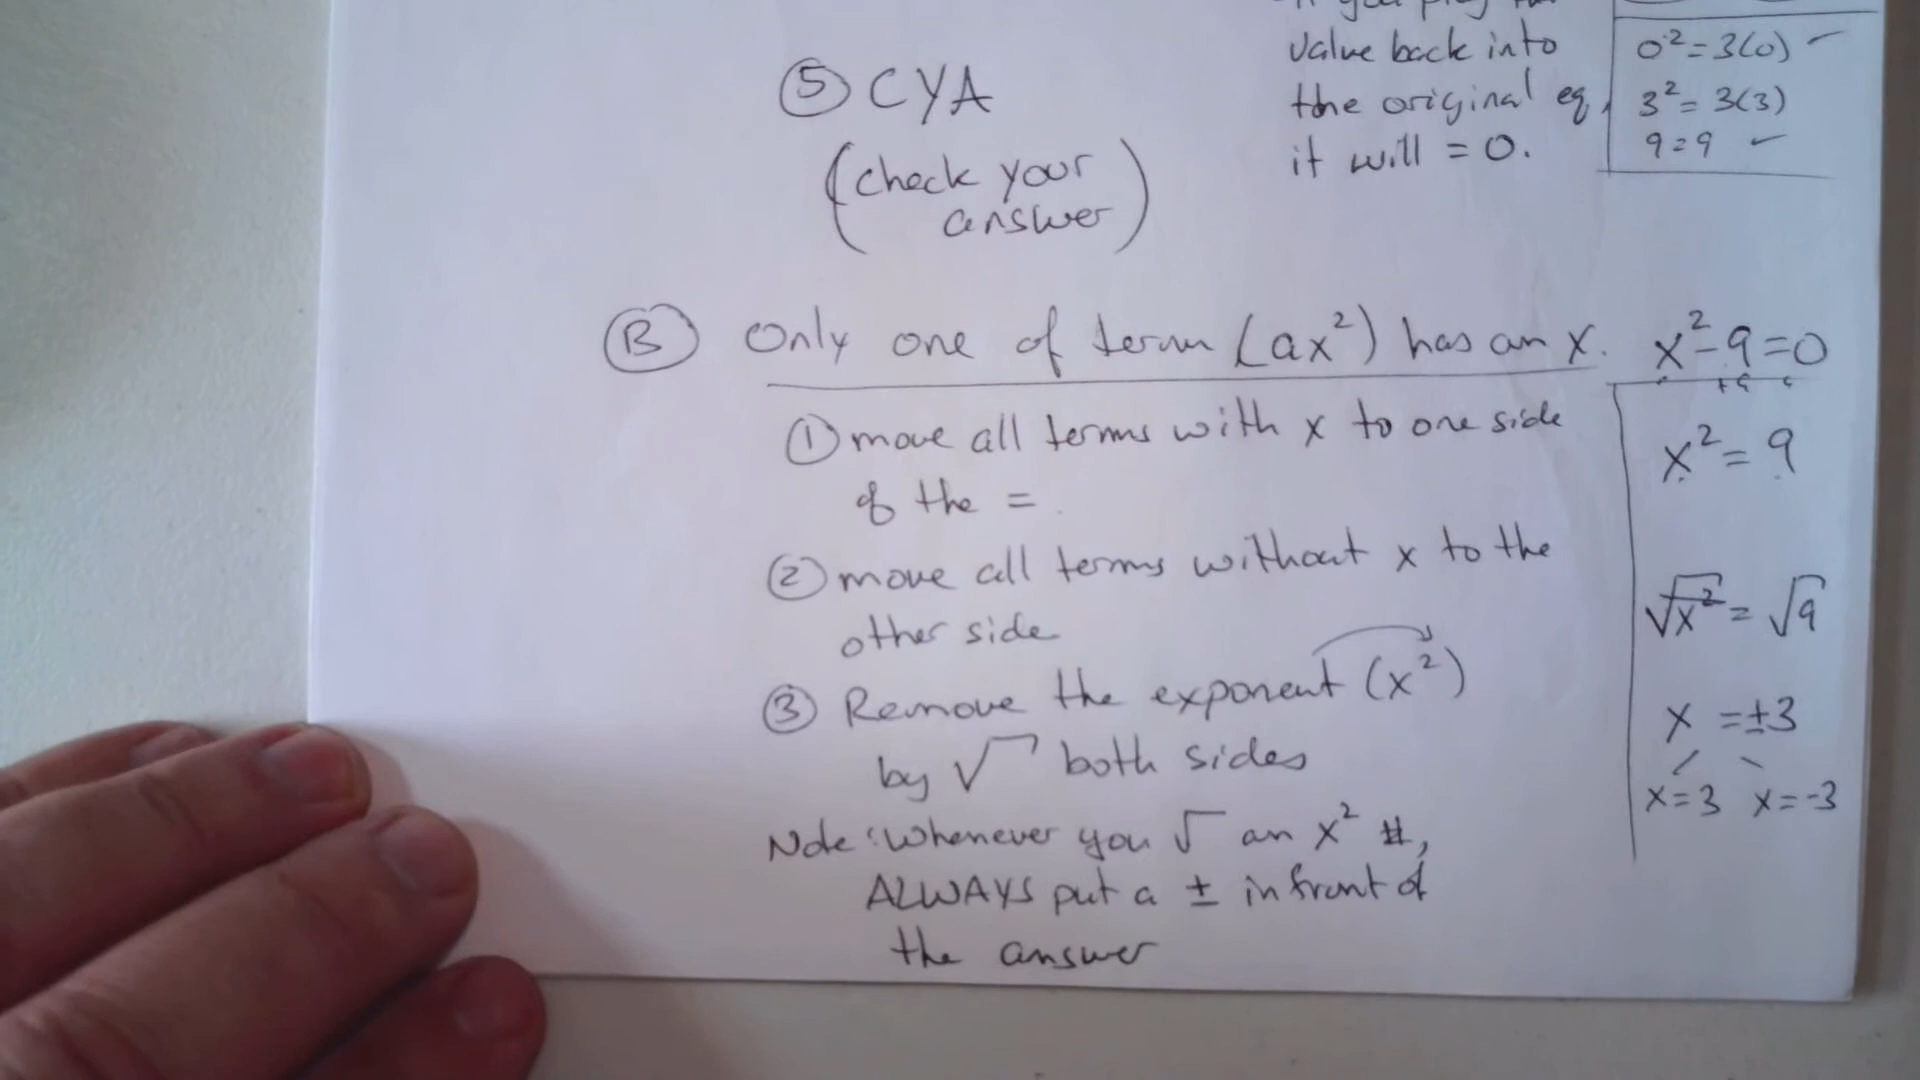 value back into
the original eq,
it will = 0.
0² = 3(0) ✓
3² = 3(3)
9 = 9 ✓
⑤ CYA
(check your
answer)
Ⓑ Only one of term (ax²) has an x.
① move all terms with x to one side
of the =
② move all terms without x to the
other side
③ Remove the exponent (x²)
by √ both sides
Note: Whenever you √ an x² #,
ALWAYS put a ± in front of
the answer
x² - 9 = 0
x² = 9
√x² = √9
x = ±3
x = 3 x = -3